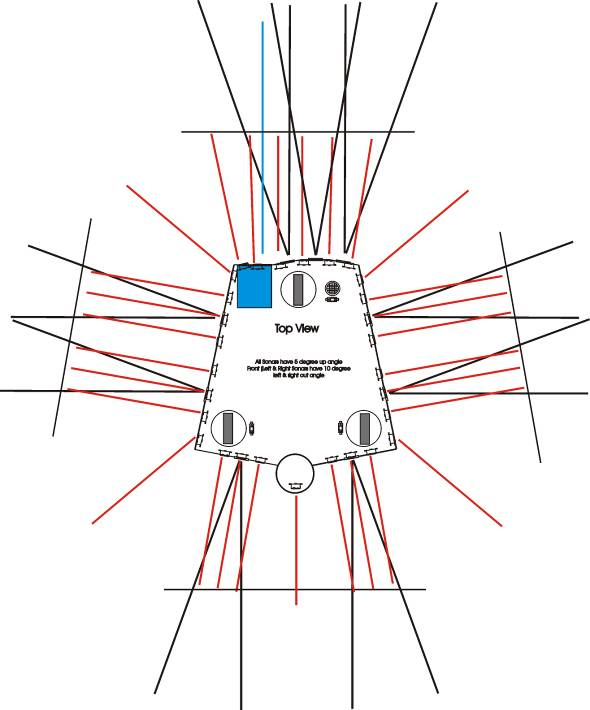 Top View
All Sonars have 5 degree up angle
Front (Left & Right Sonars have 10 degree
left & right out angle